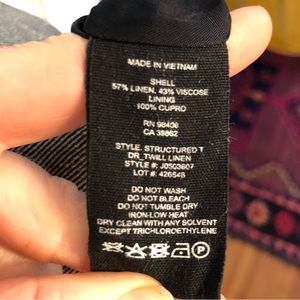 MADE IN VIETNAM
SHELL
57% LINEN, 43% VISCOSE
LINING
100% CUPRO
RN 98409
CA 39862
STYLE: STRUCTURED T
DR_TWILL LINEN
STYLE #: J0503607
LOT #: 426548
DO NOT WASH
DO NOT BLEACH
DO NOT TUMBLE DRY
IRON-LOW HEAT
DRY CLEAN WITH ANY SOLVENT
EXCEPT TRICHLOROETHYLENE
P